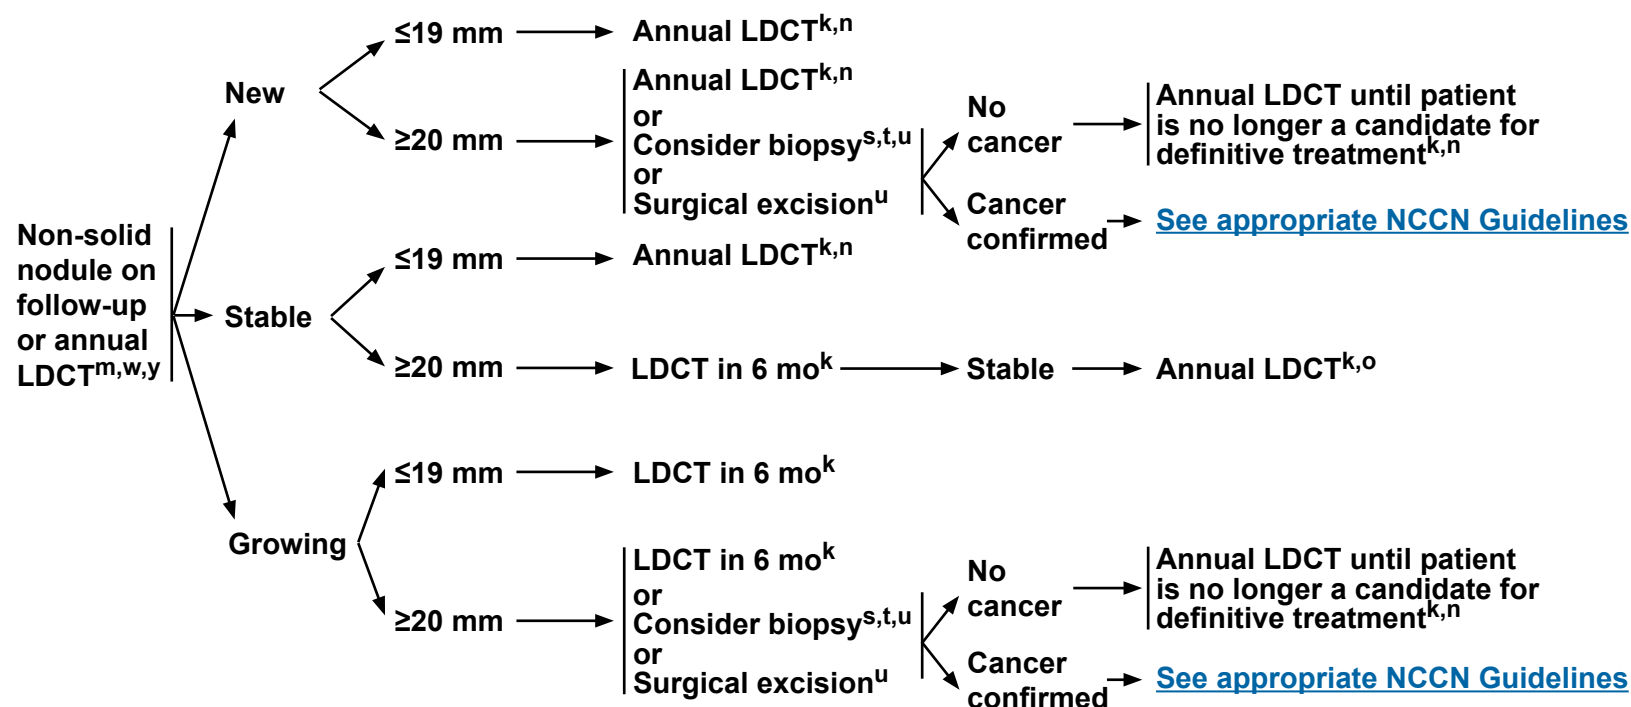 Non-solid
nodule on
follow-up
or annual
LDCTm,w,y
New
≤19 mm
Annual LDCTk,n
≥20 mm
Annual LDCTk,n
or
Consider biopsys,t,u
or
Surgical excisionu
No
cancer
Annual LDCT until patient
is no longer a candidate for
definitive treatmentk,n
Cancer
confirmed
See appropriate NCCN Guidelines
Stable
≤19 mm
Annual LDCTk,n
≥20 mm
LDCT in 6 mok
Stable
Annual LDCTk,o
Growing
≤19 mm
LDCT in 6 mok
≥20 mm
LDCT in 6 mok
or
Consider biopsys,t,u
or
Surgical excisionu
No
cancer
Annual LDCT until patient
is no longer a candidate for
definitive treatmentk,n
Cancer
confirmed
See appropriate NCCN Guidelines